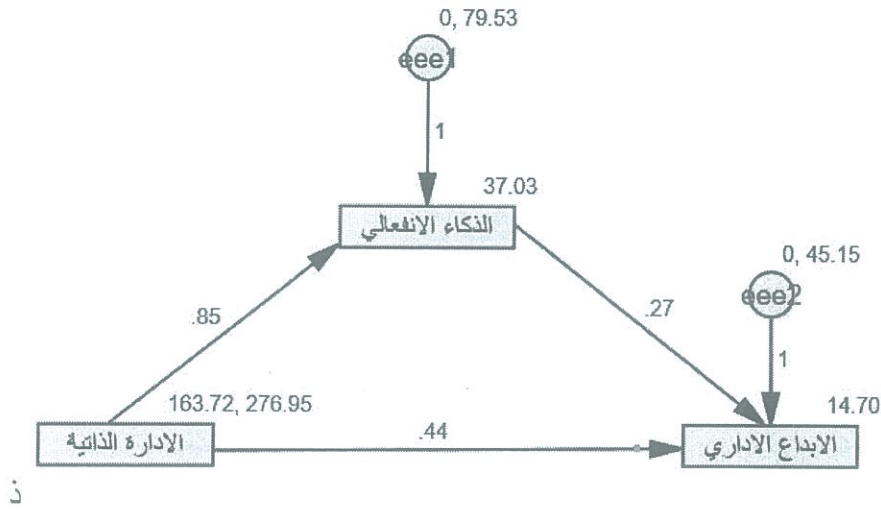 0, 79.53
eee1
1
37.03
الذكاء الانفعالي
0, 45.15
eee2
.85
.27
1
163.72, 276.95
14.70
الادارة الذاتية
.44
الابداع الاداري
ز